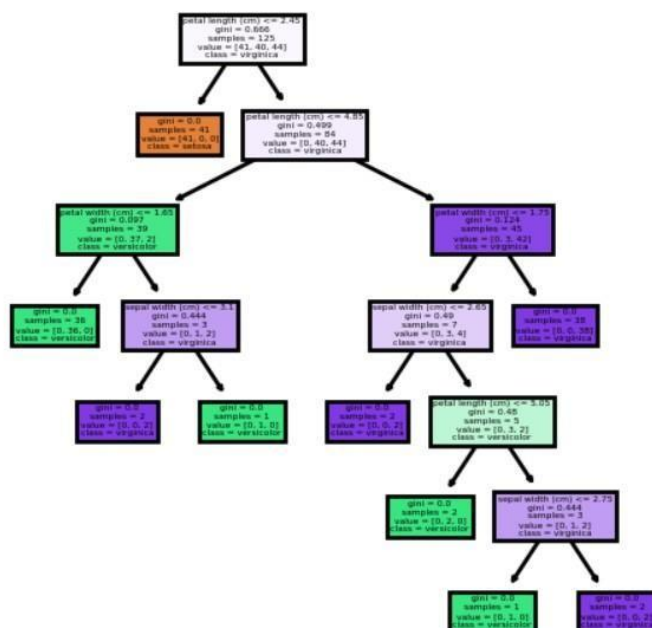 petal length (cm) <= 2.45
gini = 0.666
samples = 125
value = [41, 40, 44]
class = virginica
gini = 0.0
samples = 41
value = [41, 0, 0]
class = setosa
petal length (cm) <= 4.85
gini = 0.499
samples = 84
value = [0, 40, 44]
class = virginica
petal width (cm) <= 1.65
gini = 0.097
samples = 39
value = [0, 37, 2]
class = versicolor
petal width (cm) <= 1.75
gini = 0.124
samples = 45
value = [0, 3, 42]
class = virginica
gini = 0.0
samples = 36
value = [0, 36, 0]
class = versicolor
sepal width (cm) <= 3.1
gini = 0.444
samples = 3
value = [0, 1, 2]
class = virginica
sepal width (cm) <= 2.65
gini = 0.49
samples = 7
value = [0, 3, 4]
class = virginica
gini = 0.0
samples = 38
value = [0, 0, 38]
class = virginica
gini = 0.0
samples = 2
value = [0, 0, 2]
class = virginica
gini = 0.0
samples = 1
value = [0, 1, 0]
class = versicolor
gini = 0.0
samples = 2
value = [0, 0, 2]
class = virginica
petal length (cm) <= 5.05
gini = 0.48
samples = 5
value = [0, 3, 2]
class = versicolor
gini = 0.0
samples = 2
value = [0, 2, 0]
class = versicolor
sepal width (cm) <= 2.75
gini = 0.444
samples = 3
value = [0, 1, 2]
class = virginica
gini = 0.0
samples = 1
value = [0, 1, 0]
class = versicolor
gini = 0.0
samples = 2
value = [0, 0, 2]
class = virginica